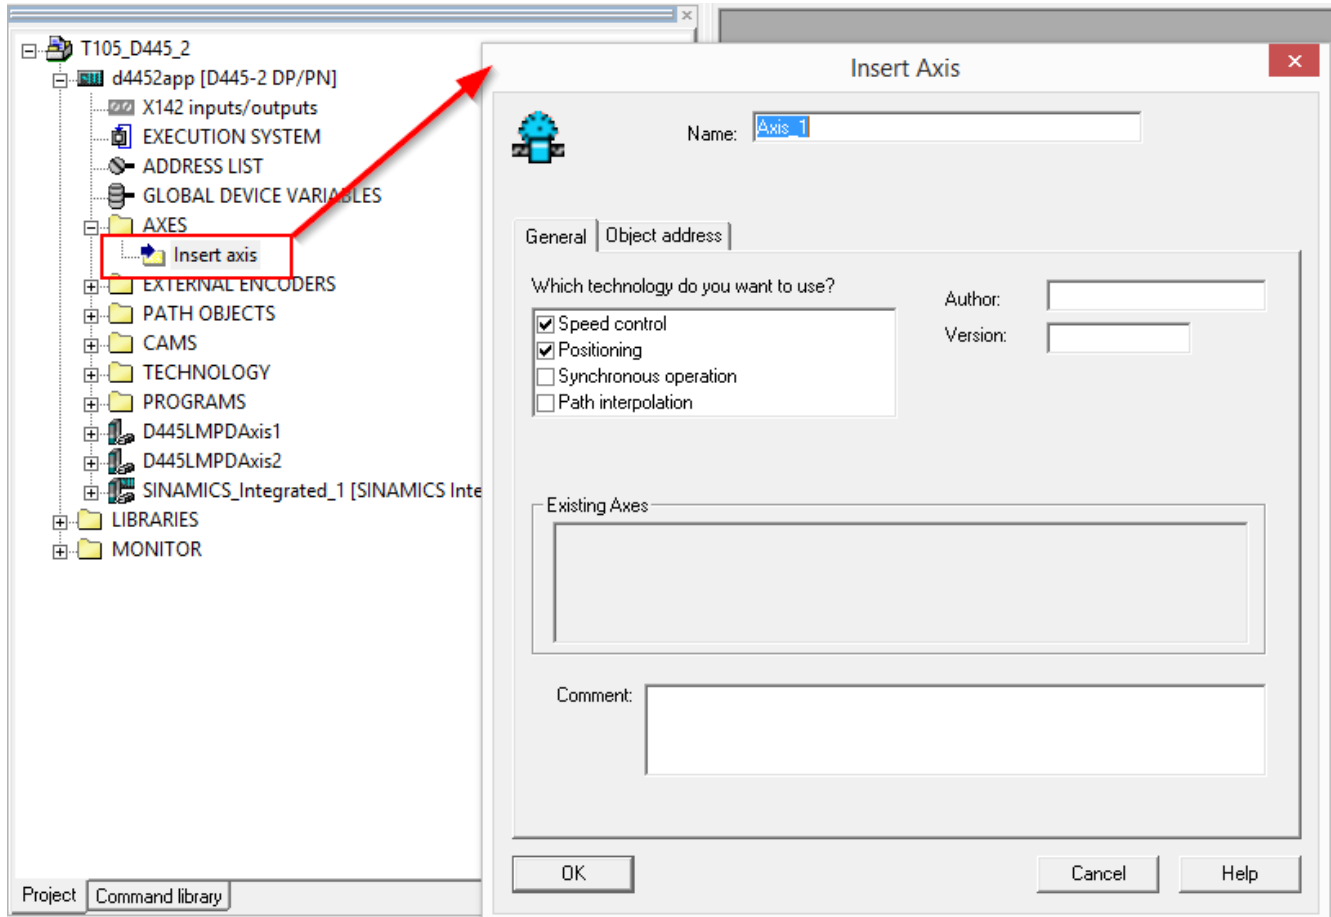 T105_D445_2
d4452app [D445-2 DP/PN]
X142 inputs/outputs
EXECUTION SYSTEM
ADDRESS LIST
GLOBAL DEVICE VARIABLES
AXES
Insert axis
EXTERNAL ENCODERS
PATH OBJECTS
CAMS
TECHNOLOGY
PROGRAMS
D445LMPDAxis1
D445LMPDAxis2
SINAMICS_Integrated_1 [SINAMICS Inte
LIBRARIES
MONITOR
Project
Command library
Insert Axis
Name: Axis_1
General
Object address
Which technology do you want to use?
Speed control
Positioning
Synchronous operation
Path interpolation
Author:
Version:
Existing Axes
Comment:
OK
Cancel
Help